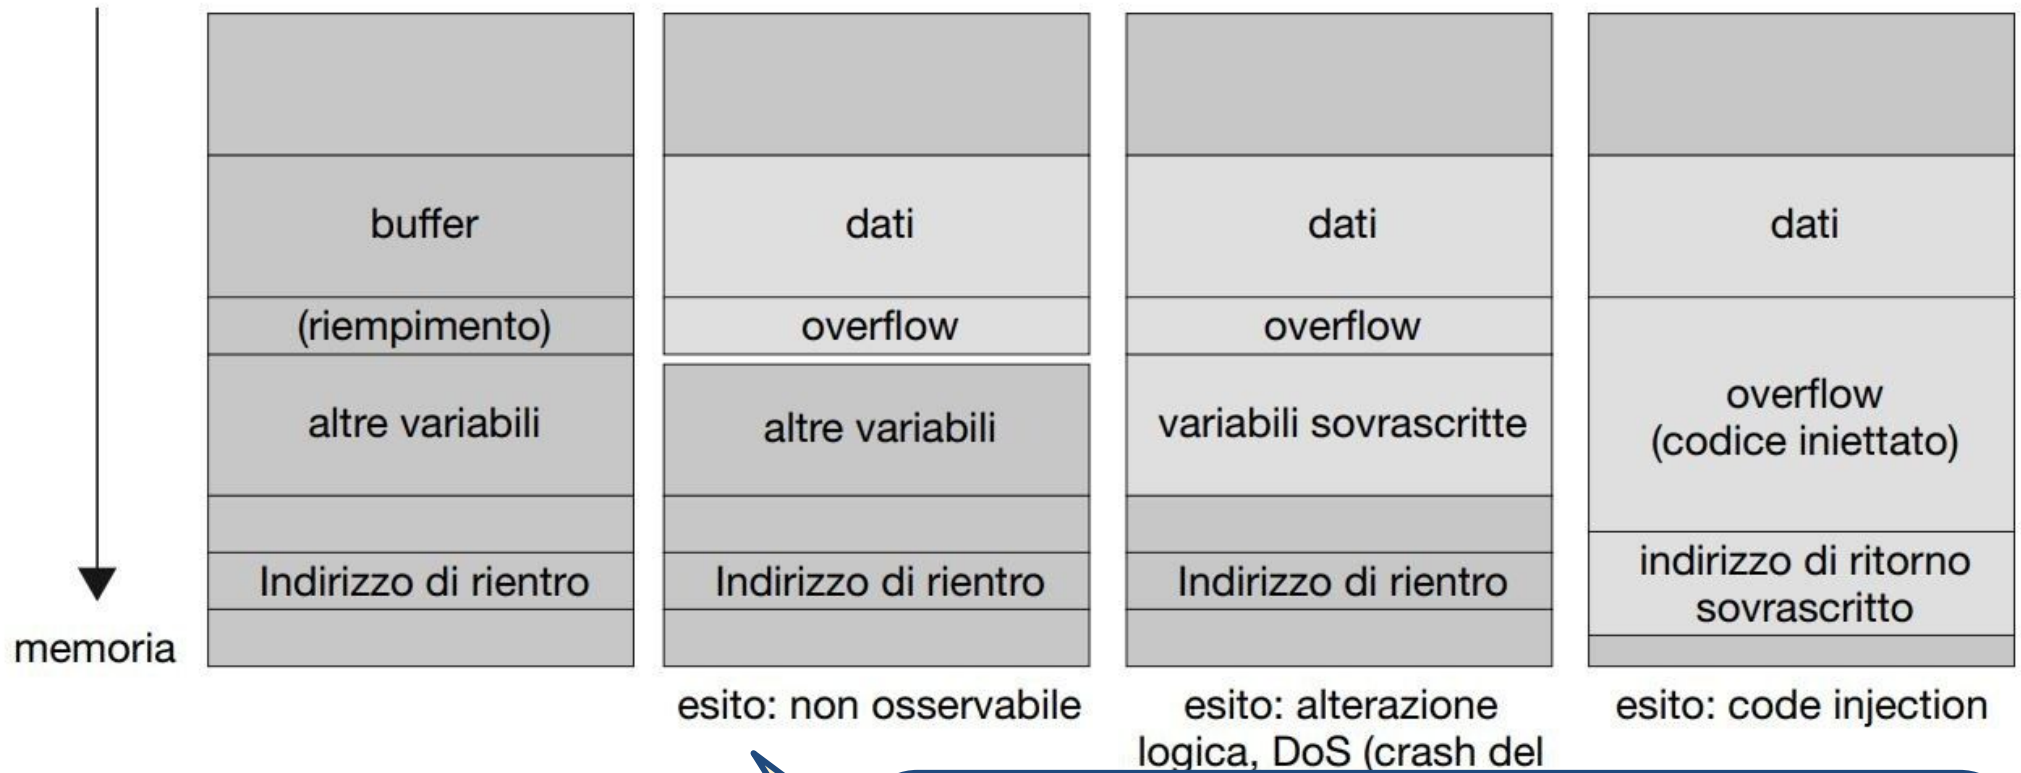 buffer
(riempimento)
altre variabili
Indirizzo di rientro
memoria
dati
overflow
altre variabili
Indirizzo di rientro
esito: non osservabile
dati
overflow
variabili sovrascritte
Indirizzo di rientro
esito: alterazione
logica, DoS (crash del
dati
overflow
(codice iniettato)
indirizzo di ritorno
sovrascritto
esito: code injection